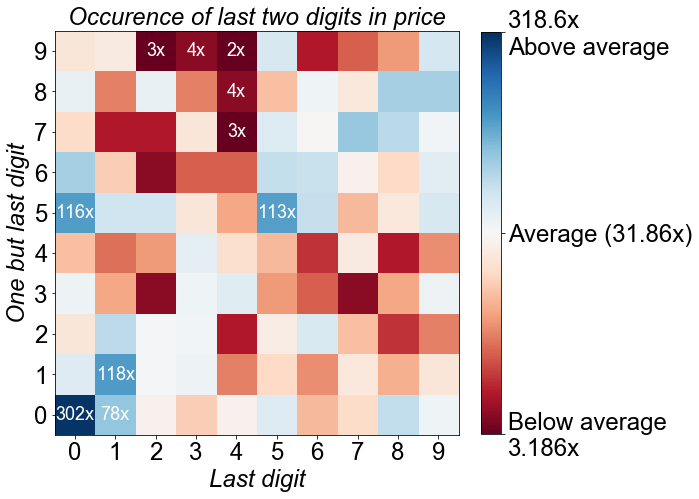 Occurence of last two digits in price
318.6x
Above average
9
3x
4x
2x
8
4x
7
3x
6
5
116x
113x
Average (31.86x)
4
3
2
1
118x
0
302x
78x
Below average
3.186x
0 1 2 3 4 5 6 7 8 9
Last digit
One but last digit